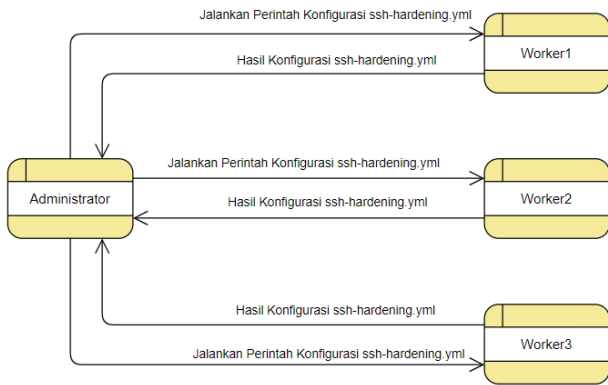 Jalankan Perintah Konfigurasi ssh-hardening.yml
Worker1
Hasil Konfigurasi ssh-hardening.yml
Jalankan Perintah Konfigurasi ssh-hardening.yml
Administrator
Worker2
Hasil Konfigurasi ssh-hardening.yml
Hasil Konfigurasi ssh-hardening.yml
Worker3
Jalankan Perintah Konfigurasi ssh-hardening.yml